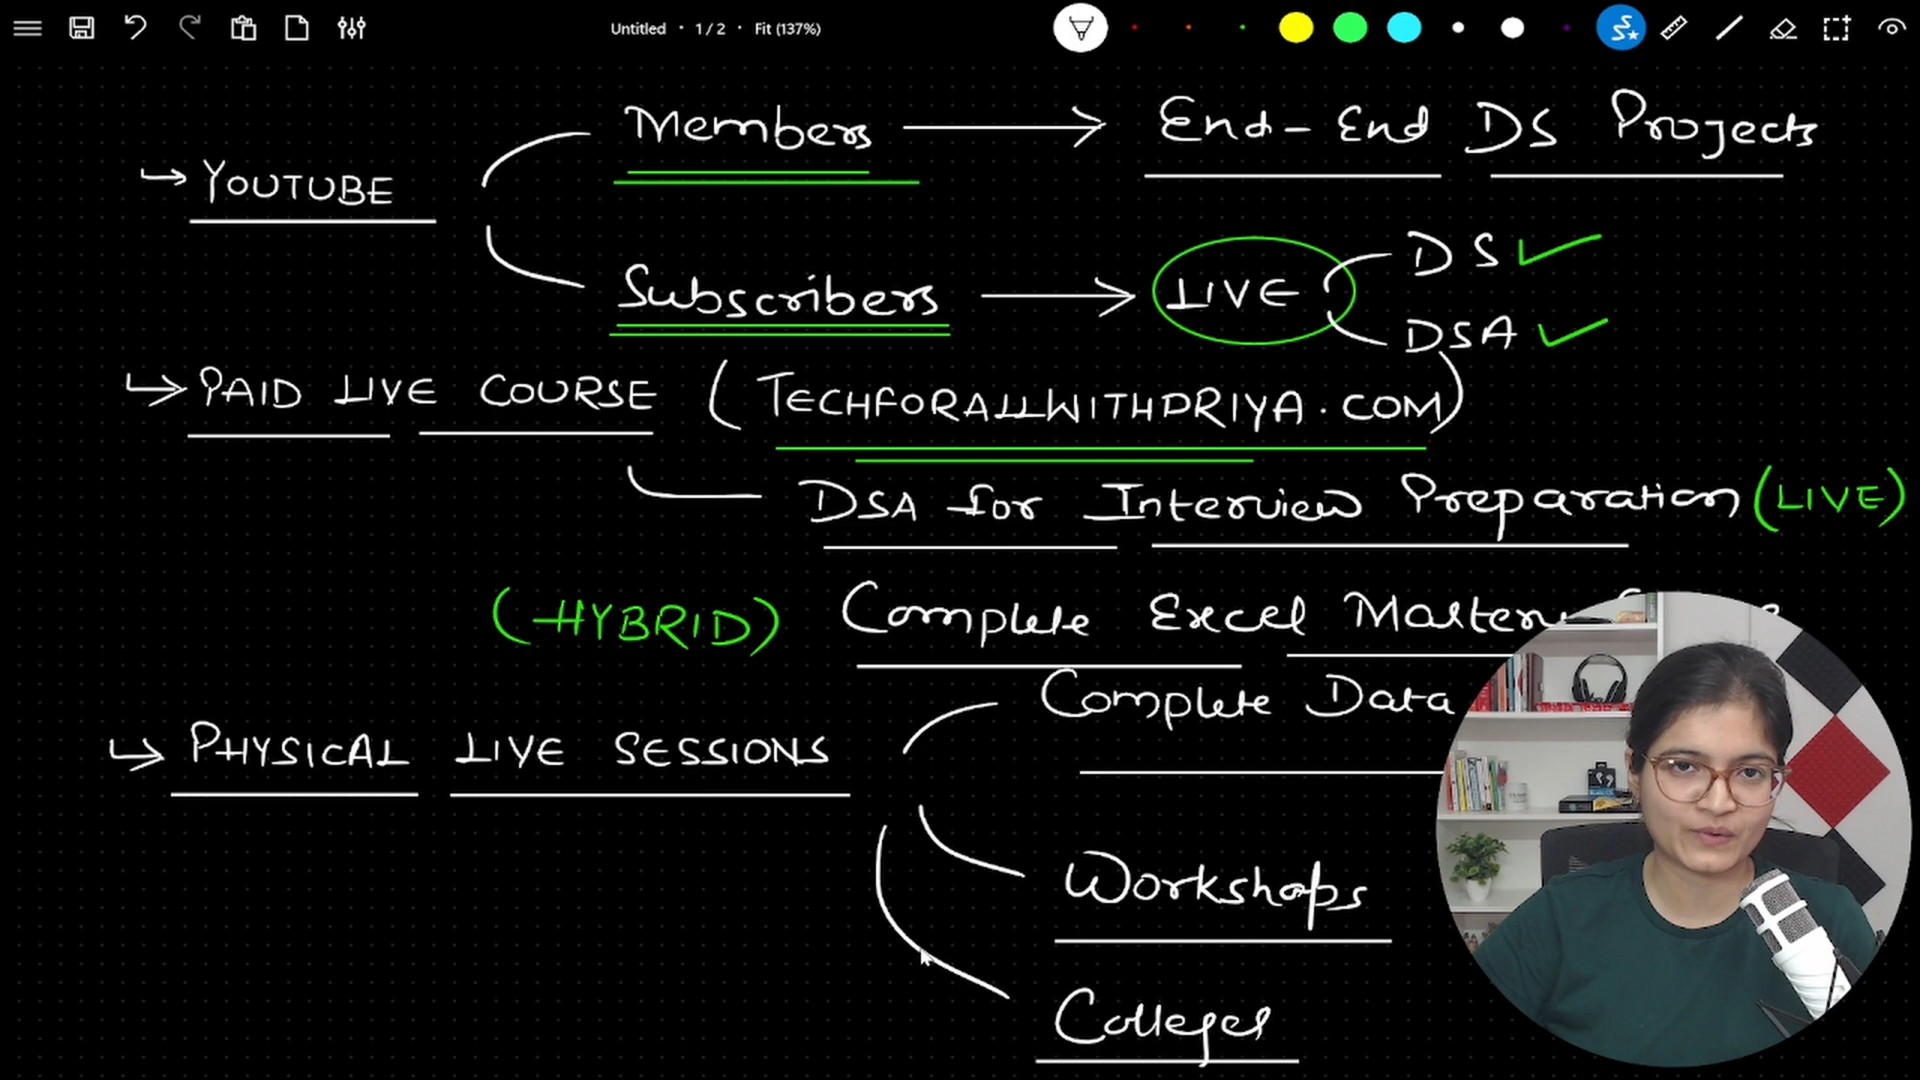 Untitled • 1 / 2 • Fit (137%)
Members → End-End DS Projects
↳ YOUTUBE
Subscribers → LIVE
DS ✓
DSA ✓
↳ PAID LIVE COURSE (TECHFORALLWITHPRIYA.COM)
DSA for Interview Preparation (LIVE)
(HYBRID) Complete Excel Mastery
Complete Data
↳ PHYSICAL LIVE SESSIONS
Workshops
Colleges